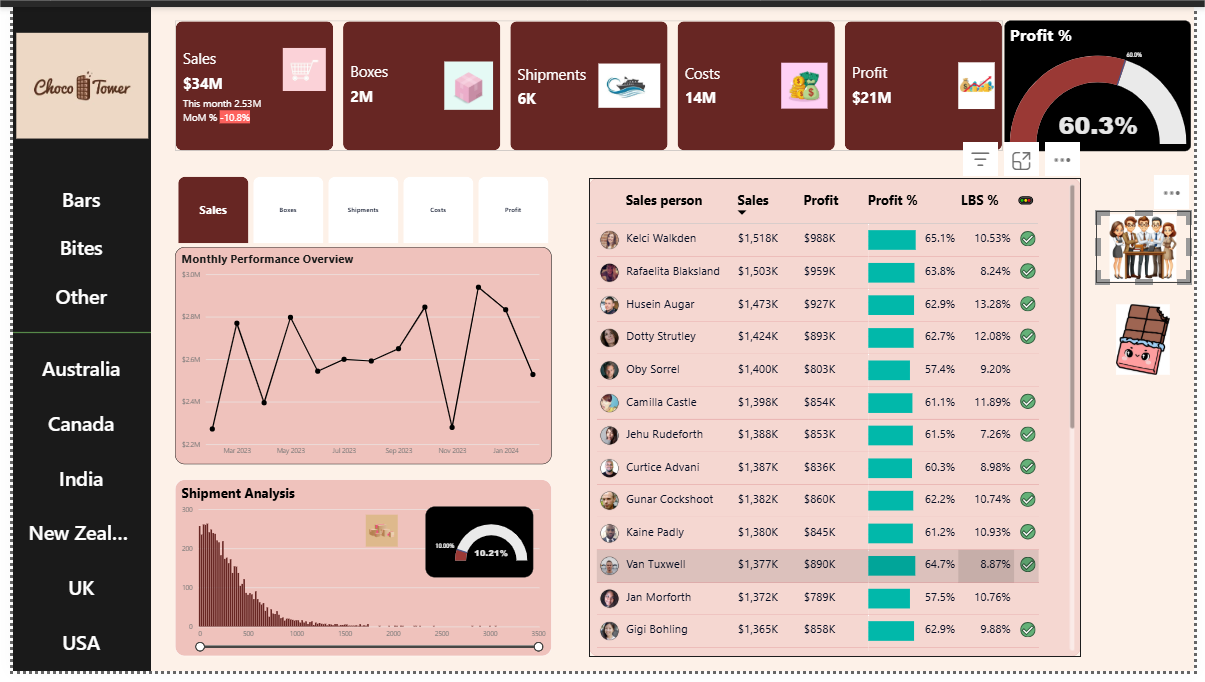 Choco Tower
Bars
Bites
Other
Australia
Canada
India
New Zeal...
UK
USA
Sales
$34M
This month 2.53M
MoM % -10.8%
Boxes
2M
Shipments
6K
Costs
14M
Profit
$21M
Profit %
60.0%
60.3%
Sales
Boxes
Shipments
Costs
Profit
Monthly Performance Overview
$3.0M
$2.8M
$2.6M
$2.4M
$2.2M
Mar 2023 May 2023 Jul 2023 Sep 2023 Nov 2023 Jan 2024
Shipment Analysis
300
200
100
0
10.00%
10.21%
0 500 1000 1500 2000 2500 3000 3500
Sales person Sales Profit Profit % LBS %
Kelci Walkden $1,518K $988K 65.1% 10.53%
Rafaelita Blaksland $1,503K $959K 63.8% 8.24%
Husein Augar $1,473K $927K 62.9% 13.28%
Dotty Strutley $1,424K $893K 62.7% 12.08%
Oby Sorrel $1,400K $803K 57.4% 9.20%
Camilla Castle $1,398K $854K 61.1% 11.89%
Jehu Rudeforth $1,388K $853K 61.5% 7.26%
Curtice Advani $1,387K $836K 60.3% 8.98%
Gunar Cockshoot $1,382K $860K 62.2% 10.74%
Kaine Padly $1,380K $845K 61.2% 10.93%
Van Tuxwell $1,377K $890K 64.7% 8.87%
Jan Morforth $1,372K $789K 57.5% 10.76%
Gigi Bohling $1,365K $858K 62.9% 9.88%